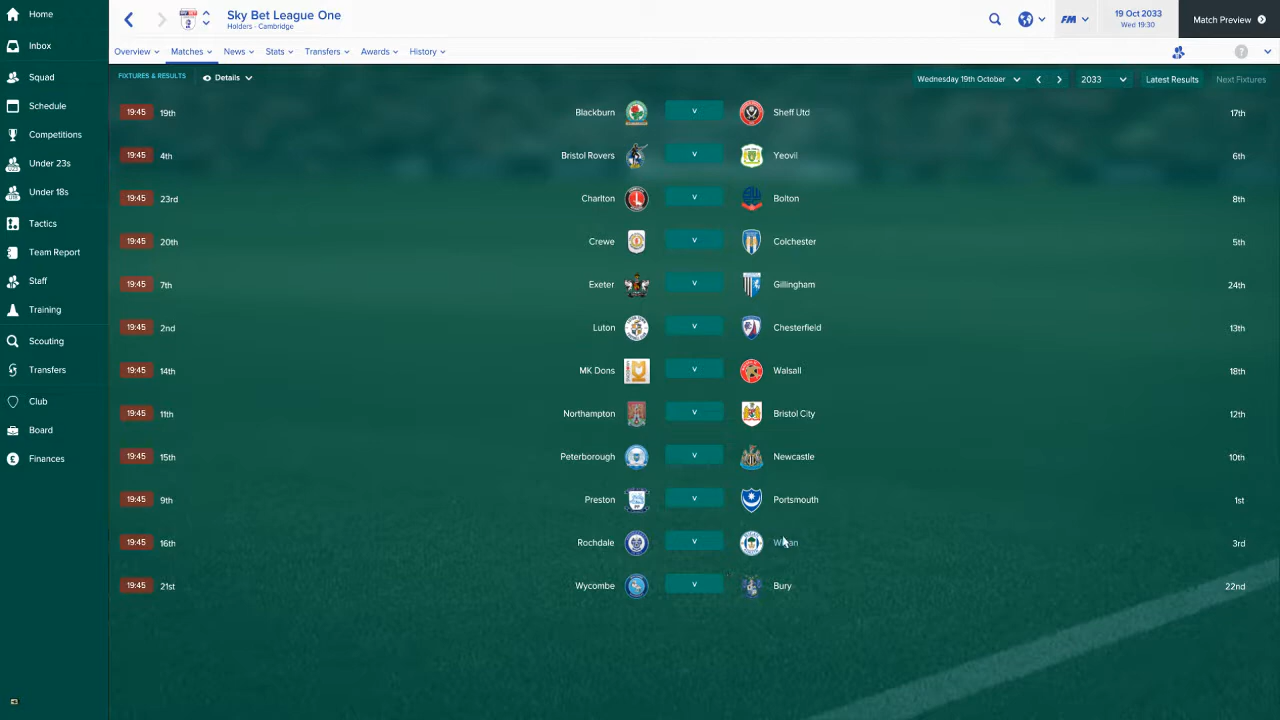 Home
Inbox
Squad
Schedule
Competitions
Under 23s
Under 18s
Tactics
Team Report
Staff
Training
Scouting
Transfers
Club
Board
Finances
Sky Bet League One
Holders - Cambridge
FM
19 Oct 2033
Wed 19:30
Match Preview
Overview Matches News Stats Transfers Awards History
FIXTURES & RESULTS Details Wednesday 19th October 2033 Latest Results Next Fixtures
19:45 19th Blackburn v Sheff Utd 17th
19:45 4th Bristol Rovers v Yeovil 6th
19:45 23rd Charlton v Bolton 8th
19:45 20th Crewe v Colchester 5th
19:45 7th Exeter v Gillingham 24th
19:45 2nd Luton v Chesterfield 13th
19:45 14th MK Dons v Walsall 18th
19:45 11th Northampton v Bristol City 12th
19:45 15th Peterborough v Newcastle 10th
19:45 9th Preston v Portsmouth 1st
19:45 16th Rochdale v Wigan 3rd
19:45 21st Wycombe v Bury 22nd